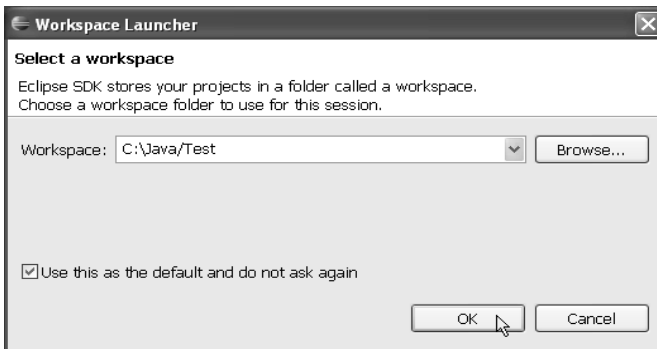 Workspace Launcher
Select a workspace
Eclipse SDK stores your projects in a folder called a workspace.
Choose a workspace folder to use for this session.
Workspace: C:\Java/Test Browse...
Use this as the default and do not ask again
OK Cancel